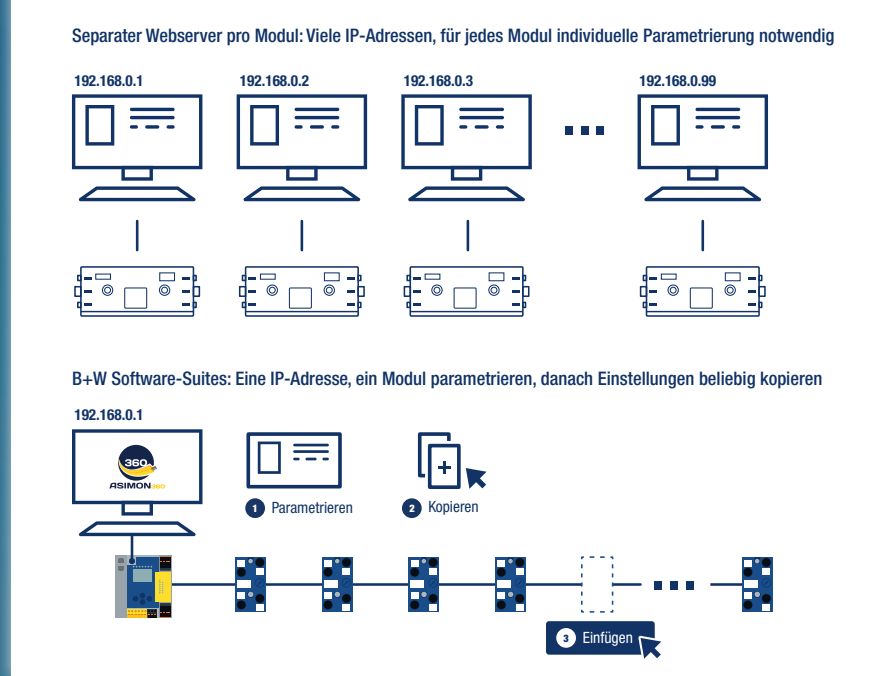 Separater Webserver pro Modul: Viele IP-Adressen, für jedes Modul individuelle Parametrierung notwendig
192.168.0.1
192.168.0.2
192.168.0.3
192.168.0.99
B+W Software-Suites: Eine IP-Adresse, ein Modul parametrieren, danach Einstellungen beliebig kopieren
192.168.0.1
360
ASIMON360
1 Parametrieren
2 Kopieren
3 Einfügen